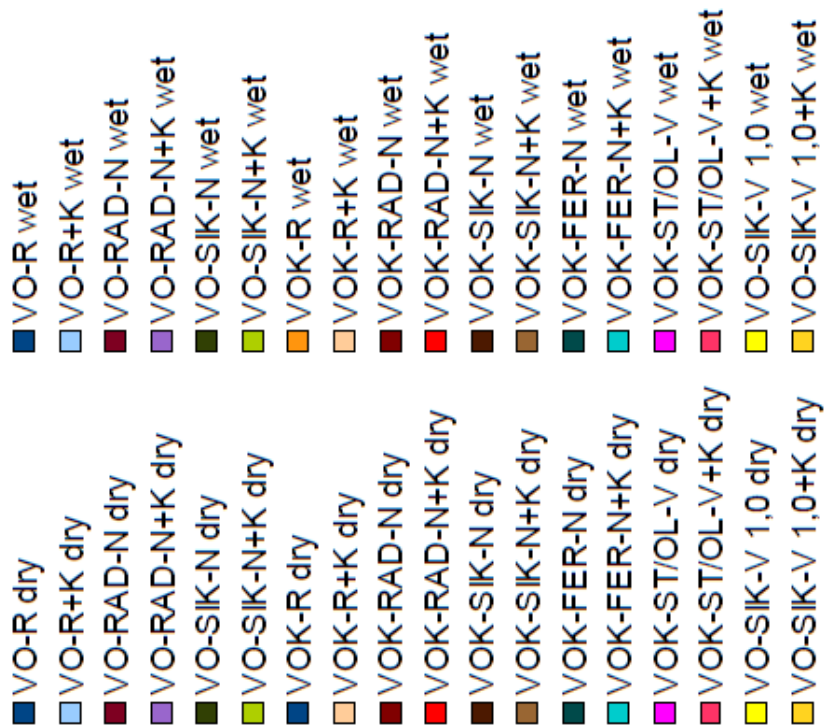 VO-R dry
VO-R+K dry
VO-RAD-N dry
VO-RAD-N+K dry
VO-SIK-N dry
VO-SIK-N+K dry
VOK-R dry
VOK-R+K dry
VOK-RAD-N dry
VOK-RAD-N+K dry
VOK-SIK-N dry
VOK-SIK-N+K dry
VOK-FER-N dry
VOK-FER-N+K dry
VOK-ST/OL-V dry
VOK-ST/OL-V+K dry
VO-SIK-V 1,0 dry
VO-SIK-V 1,0+K dry
VO-R wet
VO-R+K wet
VO-RAD-N wet
VO-RAD-N+K wet
VO-SIK-N wet
VO-SIK-N+K wet
VOK-R wet
VOK-R+K wet
VOK-RAD-N wet
VOK-RAD-N+K wet
VOK-SIK-N wet
VOK-SIK-N+K wet
VOK-FER-N wet
VOK-FER-N+K wet
VOK-ST/OL-V wet
VOK-ST/OL-V+K wet
VO-SIK-V 1,0 wet
VO-SIK-V 1,0+K wet